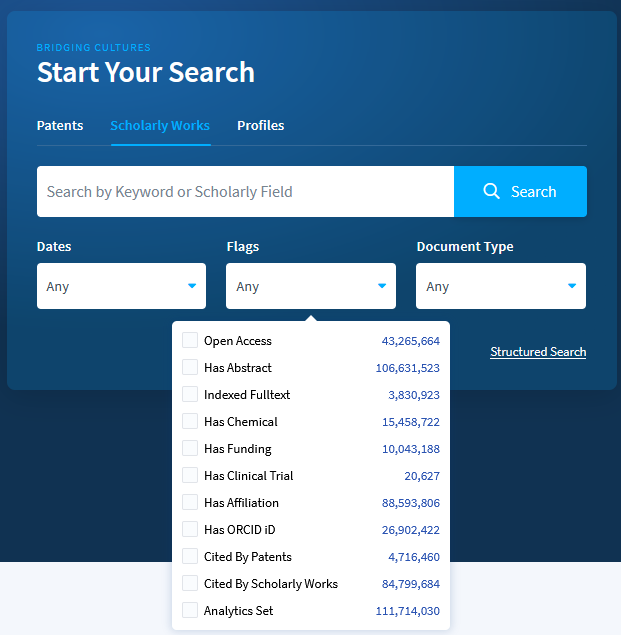 BRIDGING CULTURES
Start Your Search
Patents Scholarly Works Profiles
Search by Keyword or Scholarly Field Search
Dates Flags Document Type
Any Any Any
Structured Search
Open Access 43,265,664
Has Abstract 106,631,523
Indexed Fulltext 3,830,923
Has Chemical 15,458,722
Has Funding 10,043,188
Has Clinical Trial 20,627
Has Affiliation 88,593,806
Has ORCID iD 26,902,422
Cited By Patents 4,716,460
Cited By Scholarly Works 84,799,684
Analytics Set 111,714,030